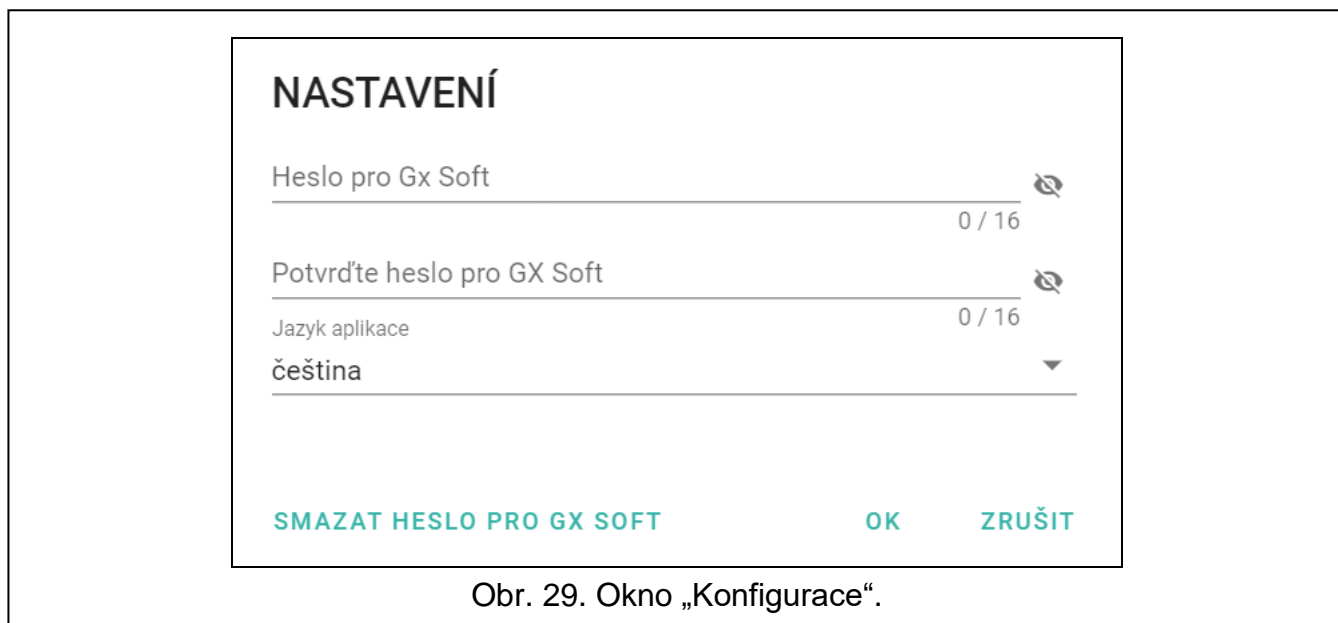 NASTAVENÍ
Heslo pro Gx Soft
0 / 16
Potvrďte heslo pro GX Soft
0 / 16
Jazyk aplikace
čeština
SMAZAT HESLO PRO GX SOFT OK ZRUŠIT
Obr. 29. Okno „Konfigurace“.